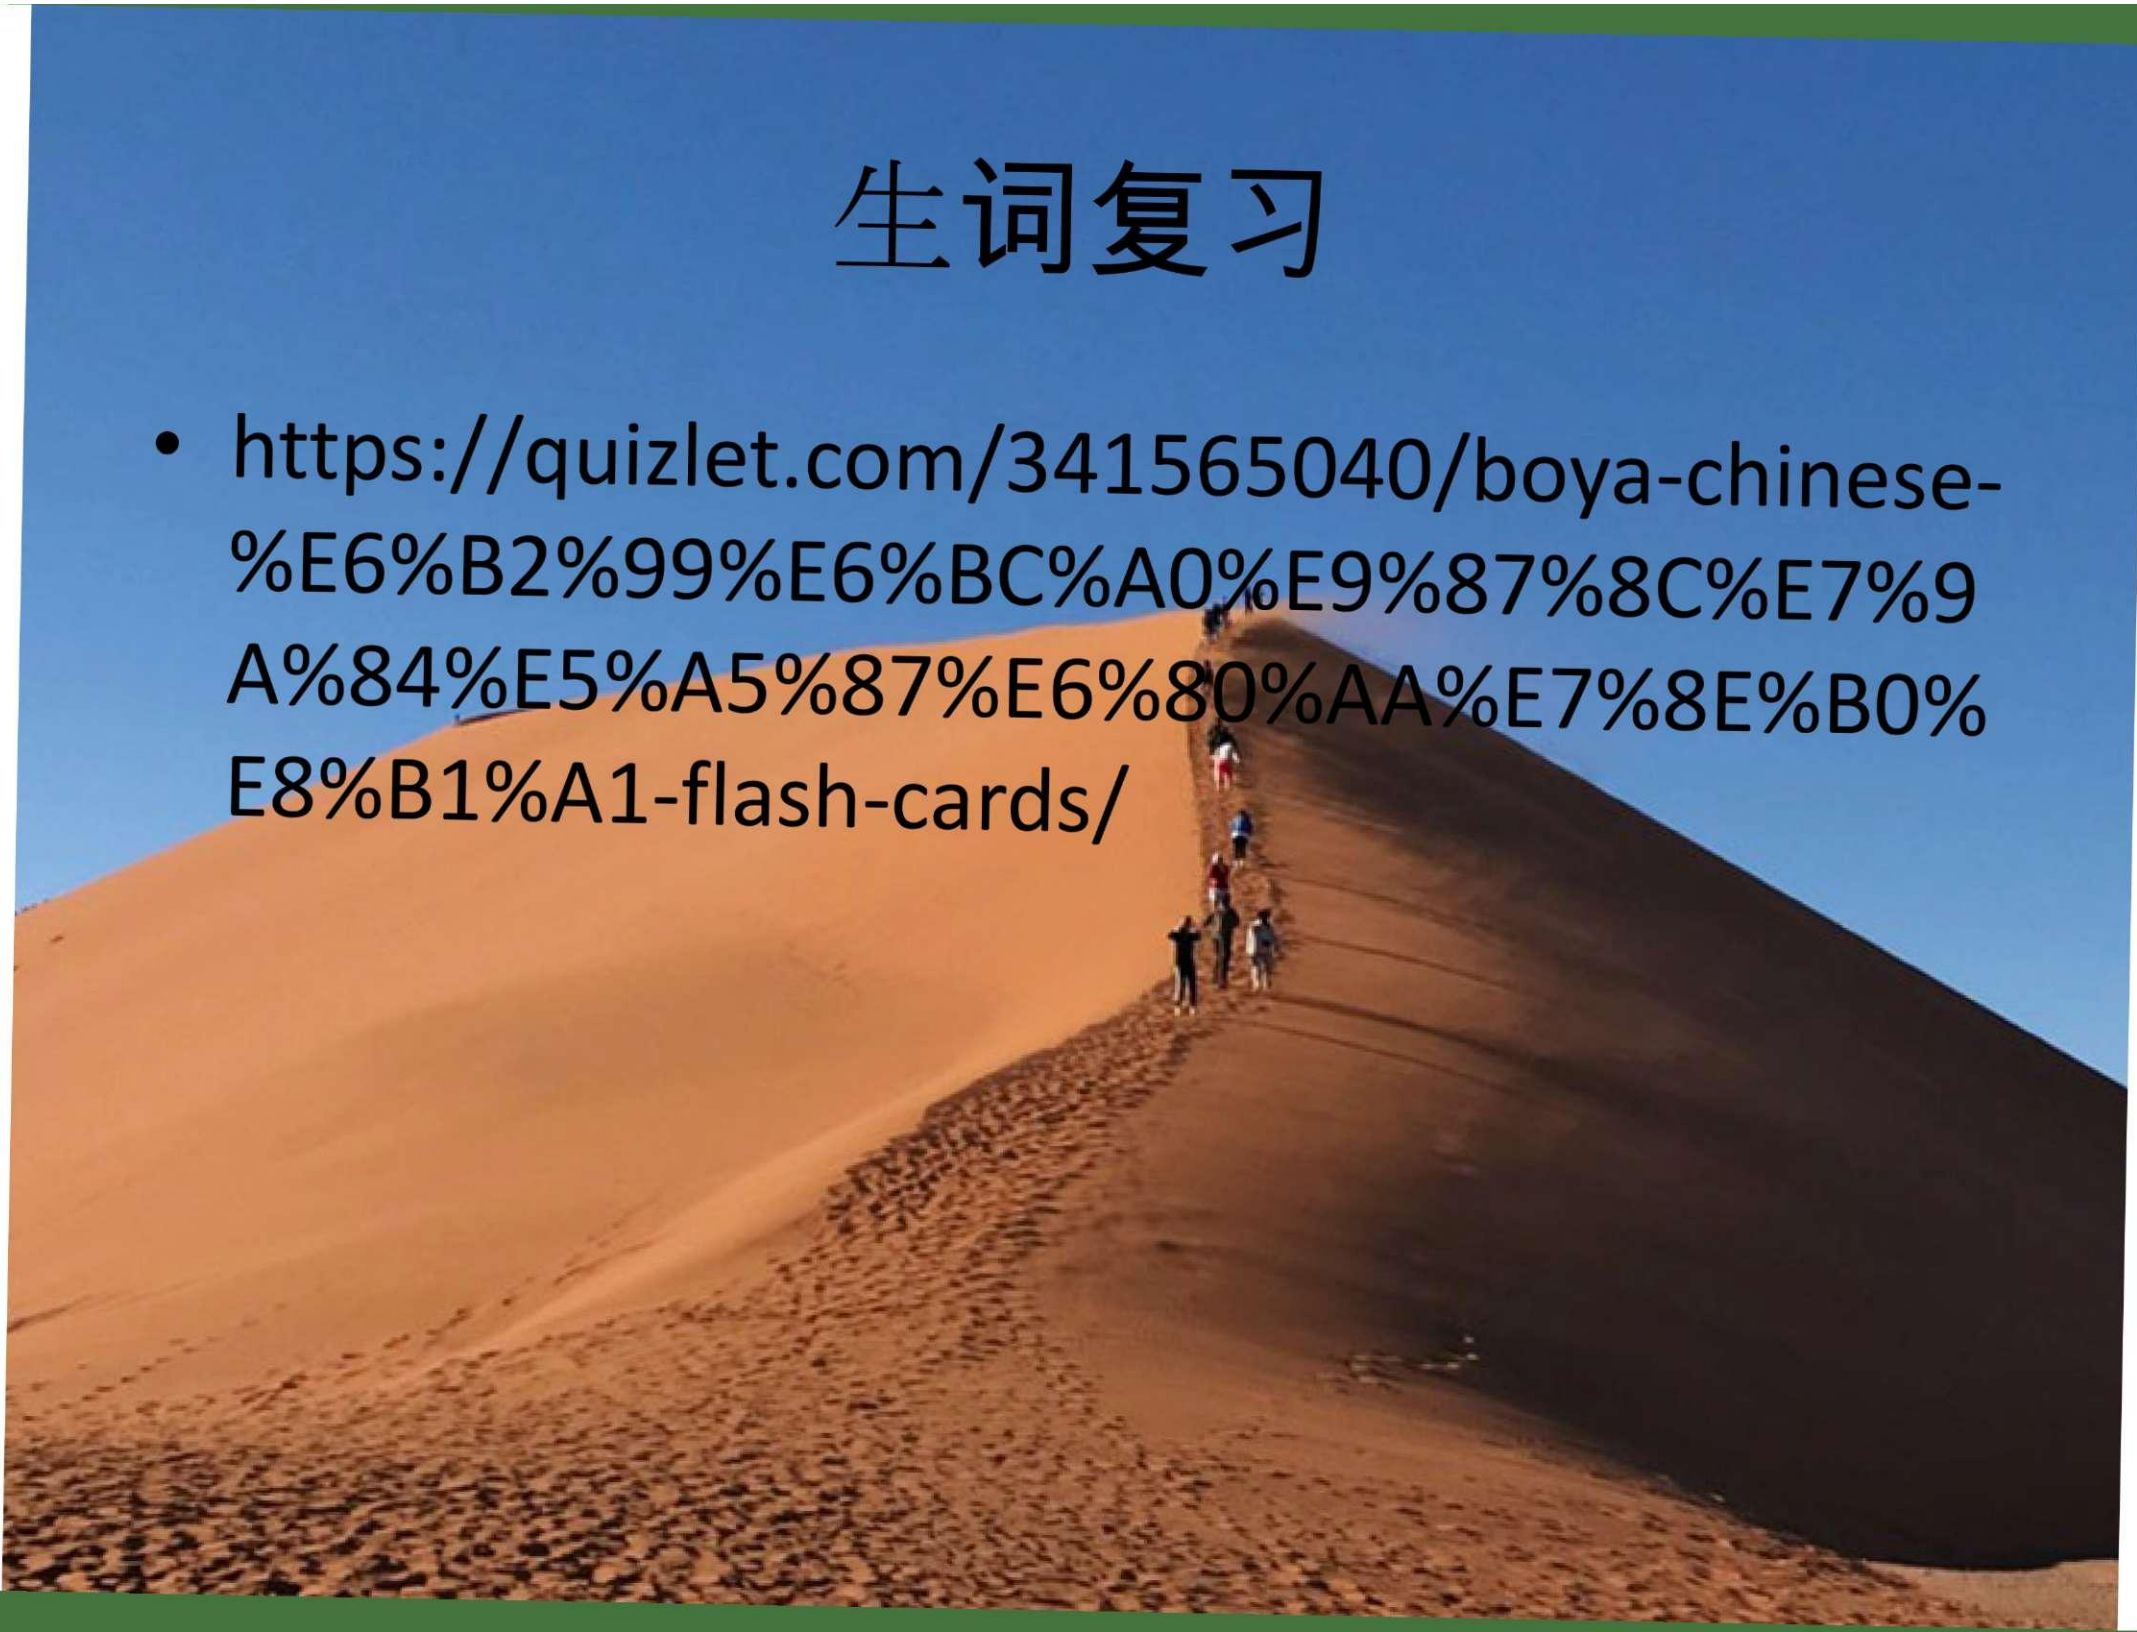 生词复习
• https://quizlet.com/341565040/boya-chinese-
%E6%B2%99%E6%BC%A0%E9%87%8C%E7%9
A%84%E5%A5%87%E6%80%AA%E7%8E%B0%
E8%B1%A1-flash-cards/